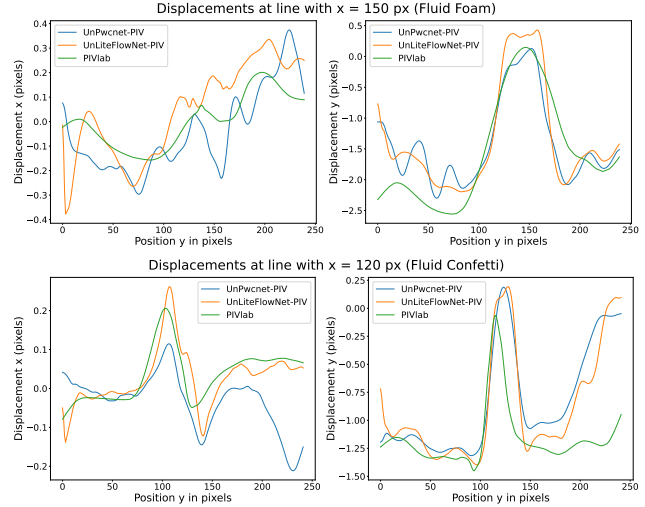 Displacements at line with x = 150 px (Fluid Foam)
Displacement x (pixels)
0.4
0.3
0.2
0.1
0.0
−0.1
−0.2
−0.3
−0.4
UnPwcnet-PIV
UnLiteFlowNet-PIV
PIVlab
0 50 100 150 200 250
Position y in pixels
Displacement y (pixels)
0.5
0.0
−0.5
−1.0
−1.5
−2.0
−2.5
UnPwcnet-PIV
UnLiteFlowNet-PIV
PIVlab
0 50 100 150 200 250
Position y in pixels
Displacements at line with x = 120 px (Fluid Confetti)
Displacement x (pixels)
0.2
0.1
0.0
−0.1
−0.2
UnPwcnet-PIV
UnLiteFlowNet-PIV
PIVlab
0 50 100 150 200 250
Position y in pixels
Displacement y (pixels)
0.25
0.00
−0.25
−0.50
−0.75
−1.00
−1.25
−1.50
UnPwcnet-PIV
UnLiteFlowNet-PIV
PIVlab
0 50 100 150 200 250
Position y in pixels